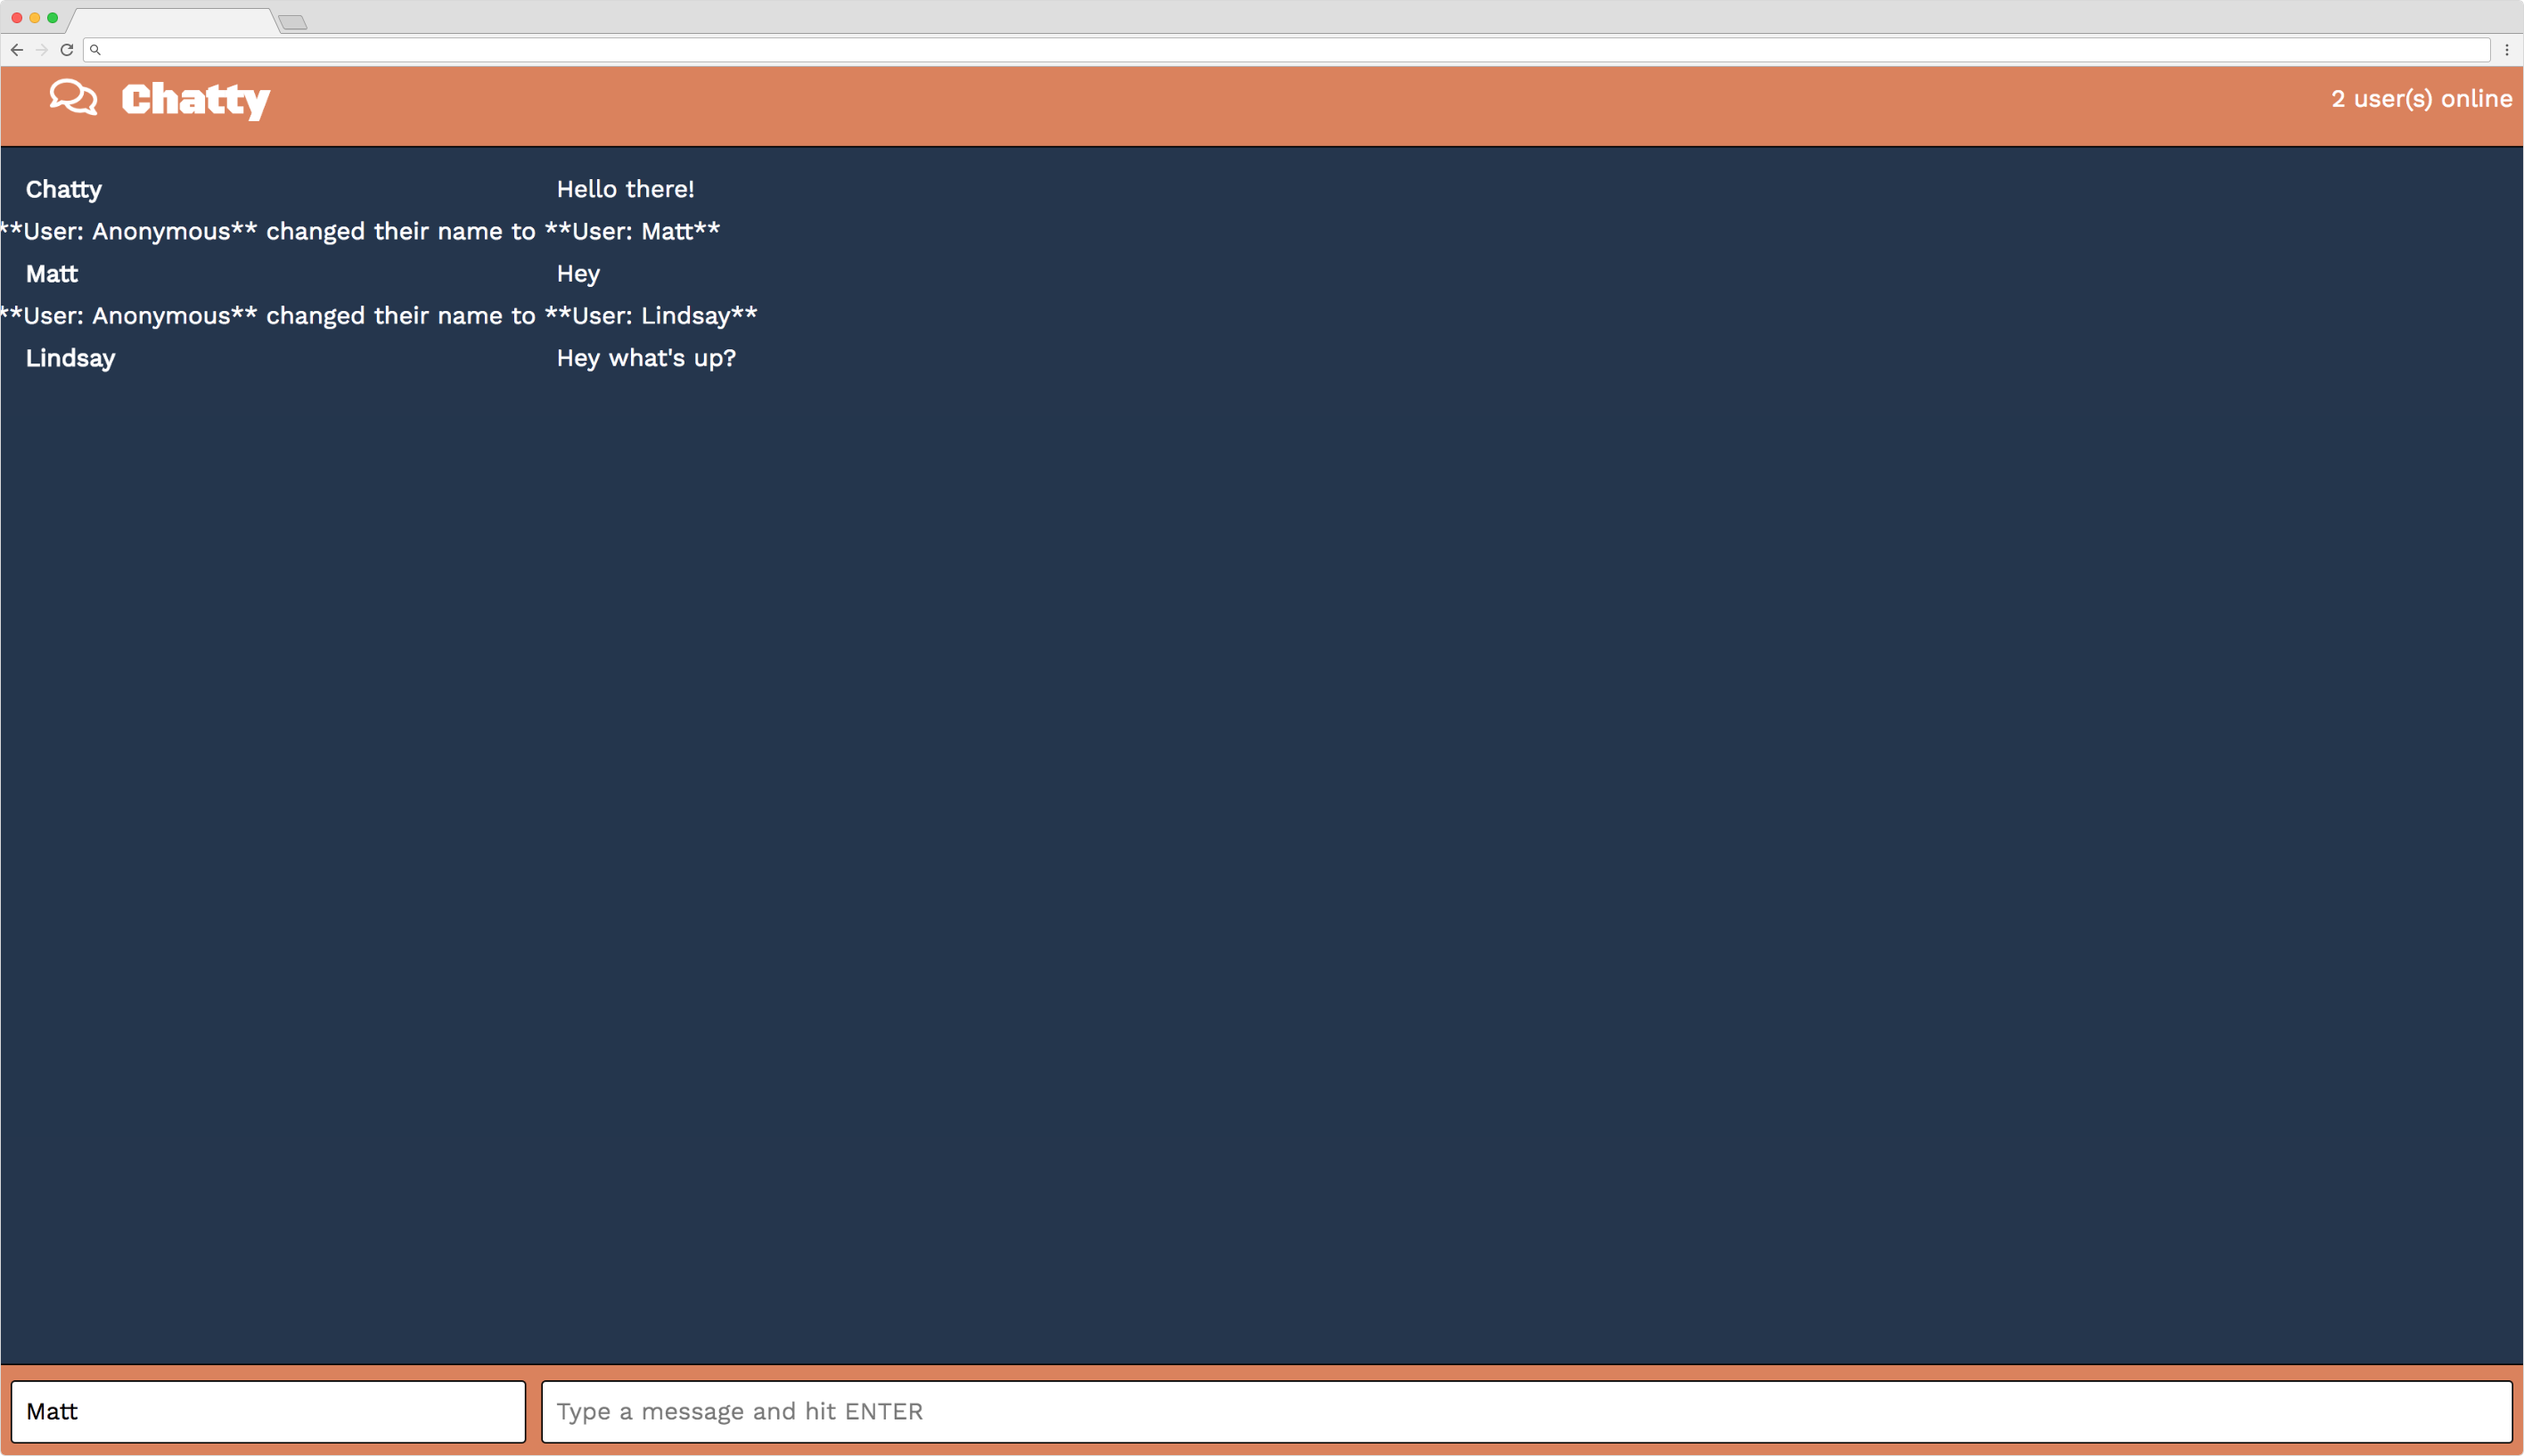 Chatty
2 user(s) online
Chatty Hello there!
**User: Anonymous** changed their name to **User: Matt**
Matt Hey
**User: Anonymous** changed their name to **User: Lindsay**
Lindsay Hey what's up?
Matt
Type a message and hit ENTER